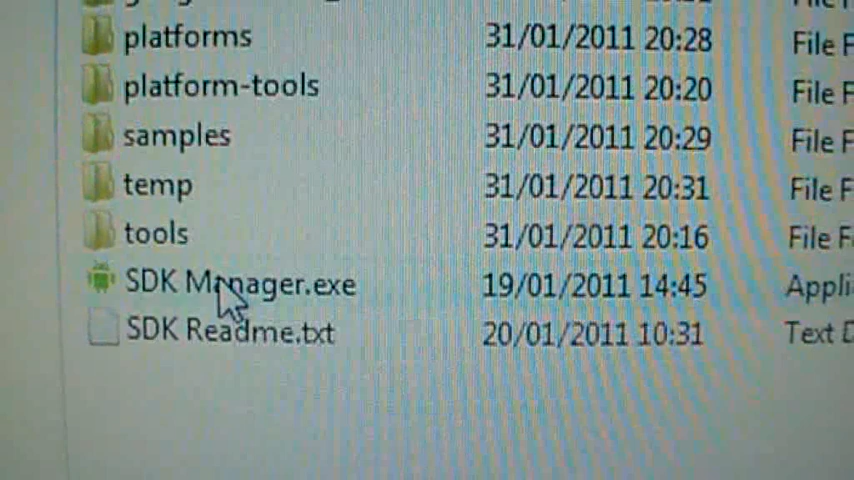 platforms 31/01/2011 20:28 File F
platform-tools 31/01/2011 20:20 File F
samples 31/01/2011 20:29 File F
temp 31/01/2011 20:31 File F
tools 31/01/2011 20:16 File F
SDK Manager.exe 19/01/2011 14:45 Appli
SDK Readme.txt 20/01/2011 10:31 Text D